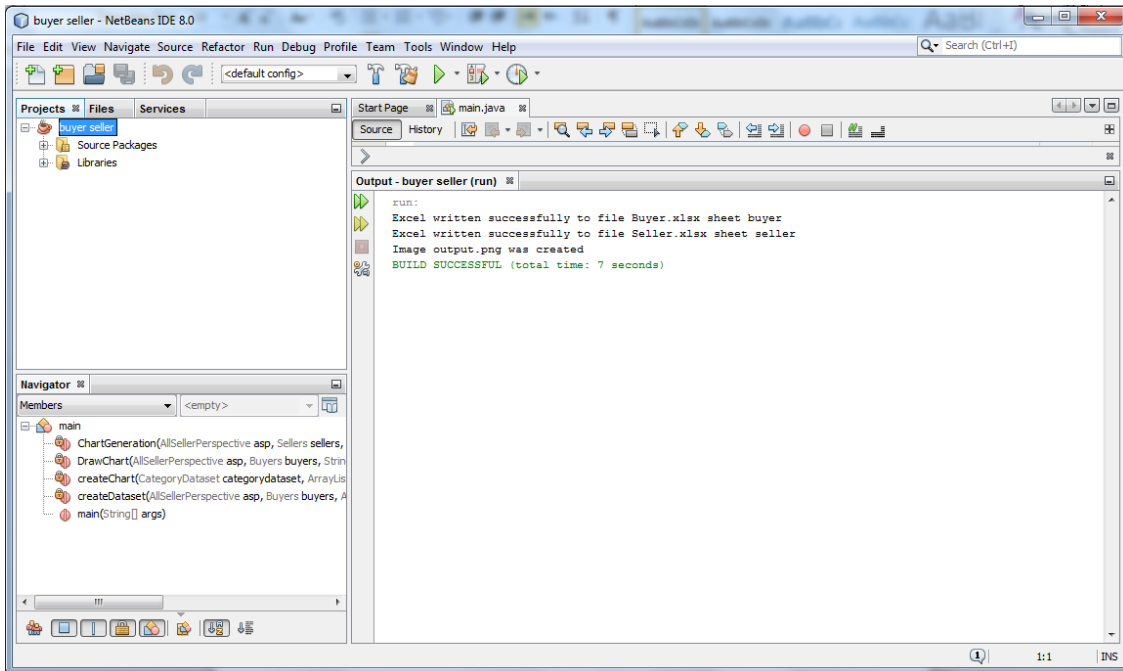 buyer seller - NetBeans IDE 8.0
File Edit View Navigate Source Refactor Run Debug Profile Team Tools Window Help
Search (Ctrl+I)
<default config>
Projects Files Services
buyer seller
Source Packages
Libraries
Start Page main.java
Source History
Output - buyer seller (run)
run:
Excel written successfully to file Buyer.xlsx sheet buyer
Excel written successfully to file Seller.xlsx sheet seller
Image output.png was created
BUILD SUCCESSFUL (total time: 7 seconds)
Navigator
Members <empty>
main
ChartGeneration(AllSellerPerspective asp, Sellers sellers,
DrawChart(AllSellerPerspective asp, Buyers buyers, Strin
createChart(CategoryDataset categorydataset, ArrayLis
createDataset(AllSellerPerspective asp, Buyers buyers, A
main(String[] args)
1 1:1 INS